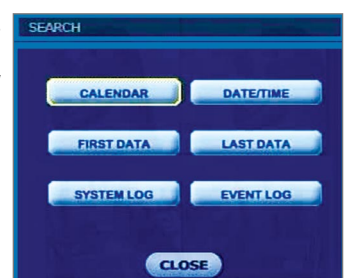 SEARCH
CALENDAR DATE/TIME
FIRST DATA LAST DATA
SYSTEM LOG EVENT LOG
CLOSE